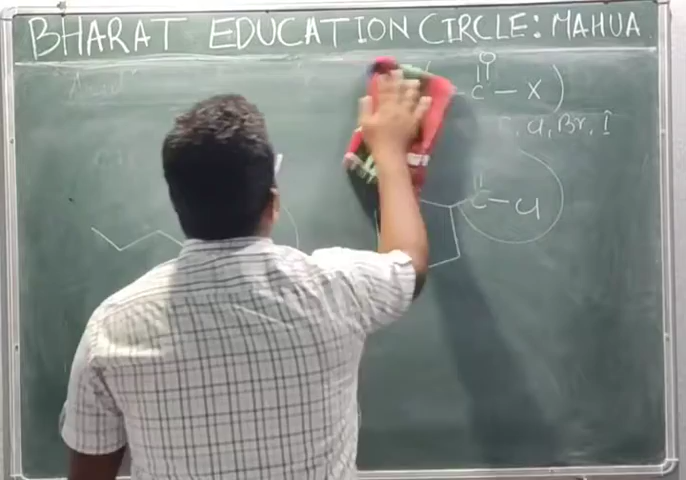 BHARAT EDUCATION CIRCLE: MAHUA
O
C - X)
Cl, Br, I
C - Cl